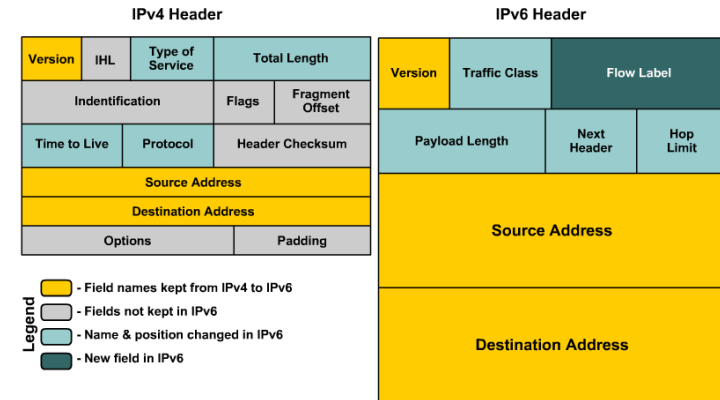 IPv4 Header
IPv6 Header
Version
IHL
Type of
Service
Total Length
Indentification
Flags
Fragment
Offset
Time to Live
Protocol
Header Checksum
Source Address
Destination Address
Options
Padding
Version
Traffic Class
Flow Label
Payload Length
Next
Header
Hop
Limit
Source Address
Destination Address
Legend
- Field names kept from IPv4 to IPv6
- Fields not kept in IPv6
- Name & position changed in IPv6
- New field in IPv6